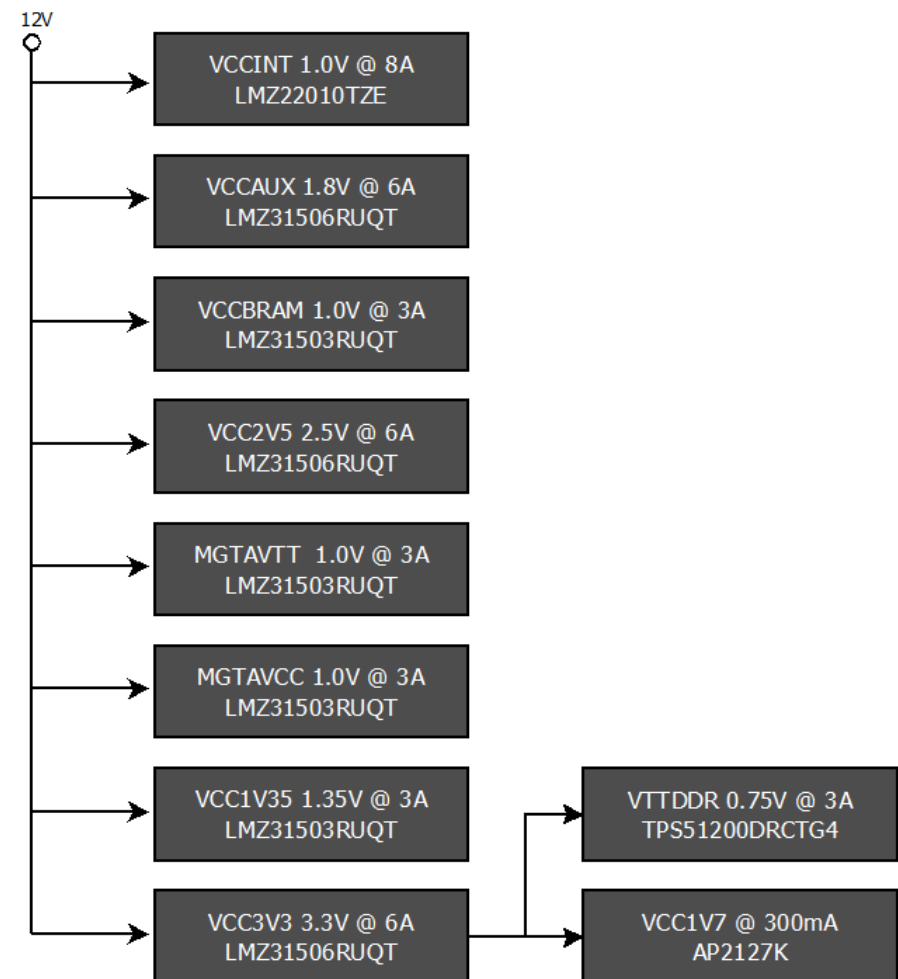 12V
VCCINT 1.0V @ 8A
LMZ22010TZE
VCCAUX 1.8V @ 6A
LMZ31506RUQT
VCCBRAM 1.0V @ 3A
LMZ31503RUQT
VCC2V5 2.5V @ 6A
LMZ31506RUQT
MGTAVTT  1.0V @ 3A
LMZ31503RUQT
MGTAVCC 1.0V @ 3A
LMZ31503RUQT
VCC1V35 1.35V @ 3A
LMZ31503RUQT
VTTDDR 0.75V @ 3A
TPS51200DRCTG4
VCC3V3 3.3V @ 6A
LMZ31506RUQT
VCC1V7 @ 300mA
AP2127K